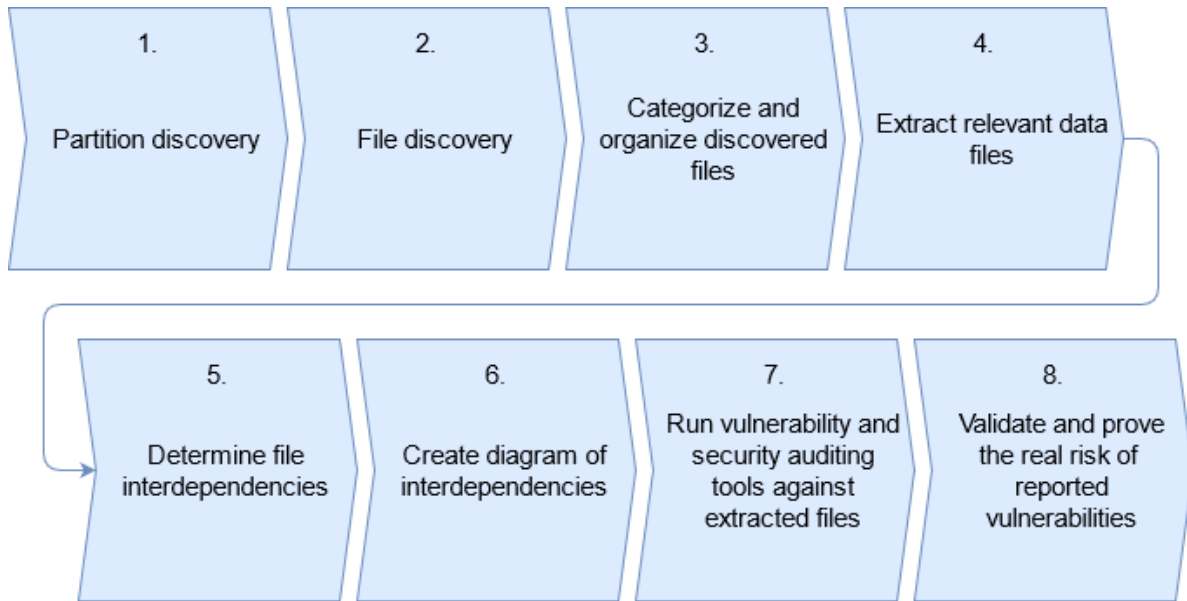 1.
Partition discovery
2.
File discovery
3.
Categorize and
organize discovered
files
4.
Extract relevant data
files
5.
Determine file
interdependencies
6.
Create diagram of
interdependencies
7.
Run vulnerability and
security auditing
tools against
extracted files
8.
Validate and prove
the real risk of
reported
vulnerabilities